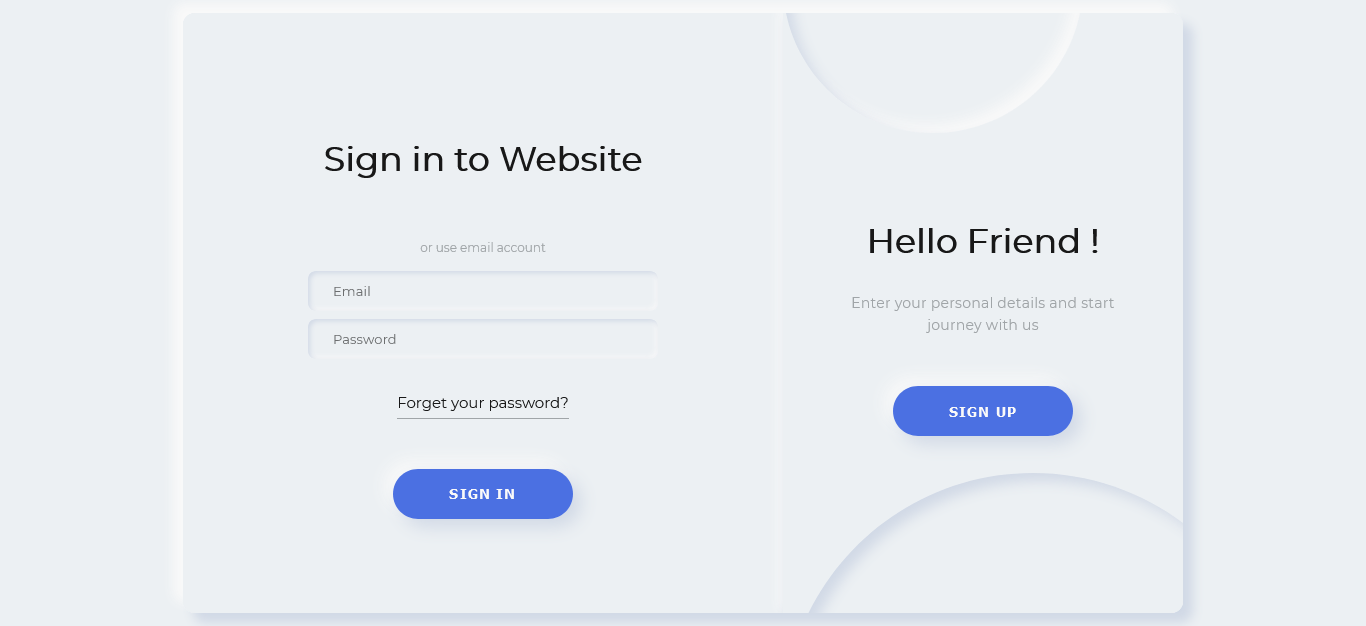 Sign in to Website
or use email account
Email
Password
Forget your password?
SIGN IN
Hello Friend !
Enter your personal details and start
journey with us
SIGN UP